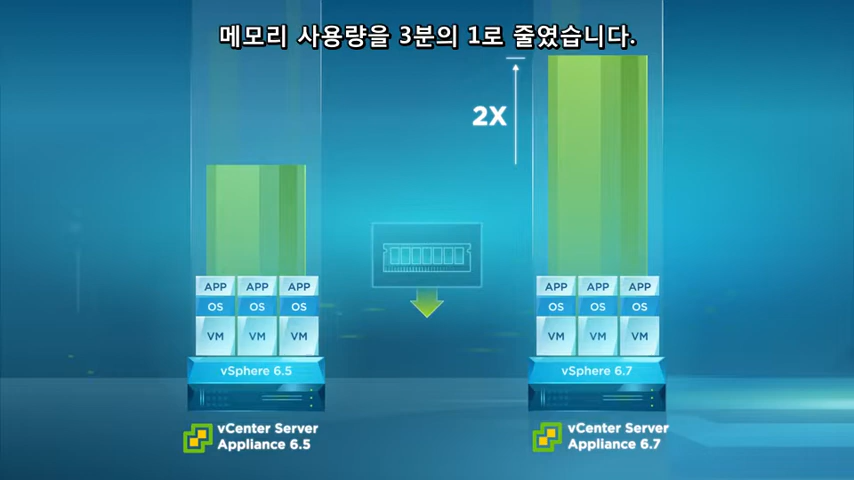 메모리 사용량을 3분의 1로 줄였습니다.
2X
APP APP APP
OS OS OS
VM VM VM
vSphere 6.5
vCenter Server
Appliance 6.5
APP APP APP
OS OS OS
VM VM VM
vSphere 6.7
vCenter Server
Appliance 6.7